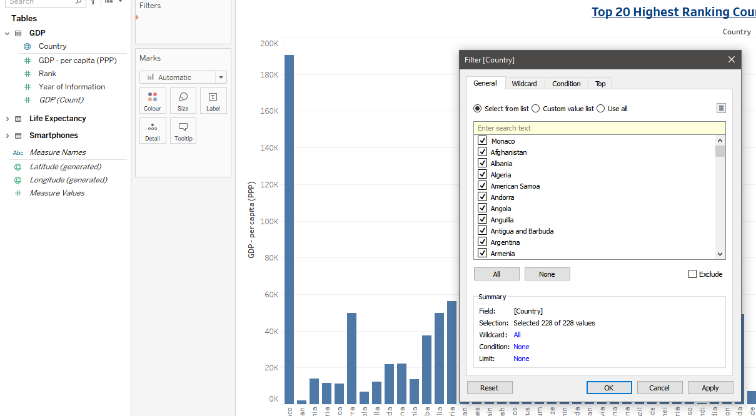 Search
Tables
GDP
Country
GDP - per capita (PPP)
Rank
Year of Information
GDP (Count)
Life Expectancy
Smartphones
Abc Measure Names
Latitude (generated)
Longitude (generated)
Measure Values
Filters
Marks
Automatic
Colour
Size
Label
Detail
Tooltip
Top 20 Highest Ranking Cou
Country
200K
180K
160K
140K
120K
100K
80K
60K
40K
20K
0K
GDP - per capita (PPP)
Filter [Country]
General
Wildcard
Condition
Top
Select from list
Custom value list
Use all
Enter search text
Monaco
Afghanistan
Albania
Algeria
American Samoa
Andorra
Angola
Anguilla
Antigua and Barbuda
Argentina
Armenia
All
None
Exclude
Summary
Field: [Country]
Selection: Selected 228 of 228 values
Wildcard: All
Condition: None
Limit: None
Reset
OK
Cancel
Apply